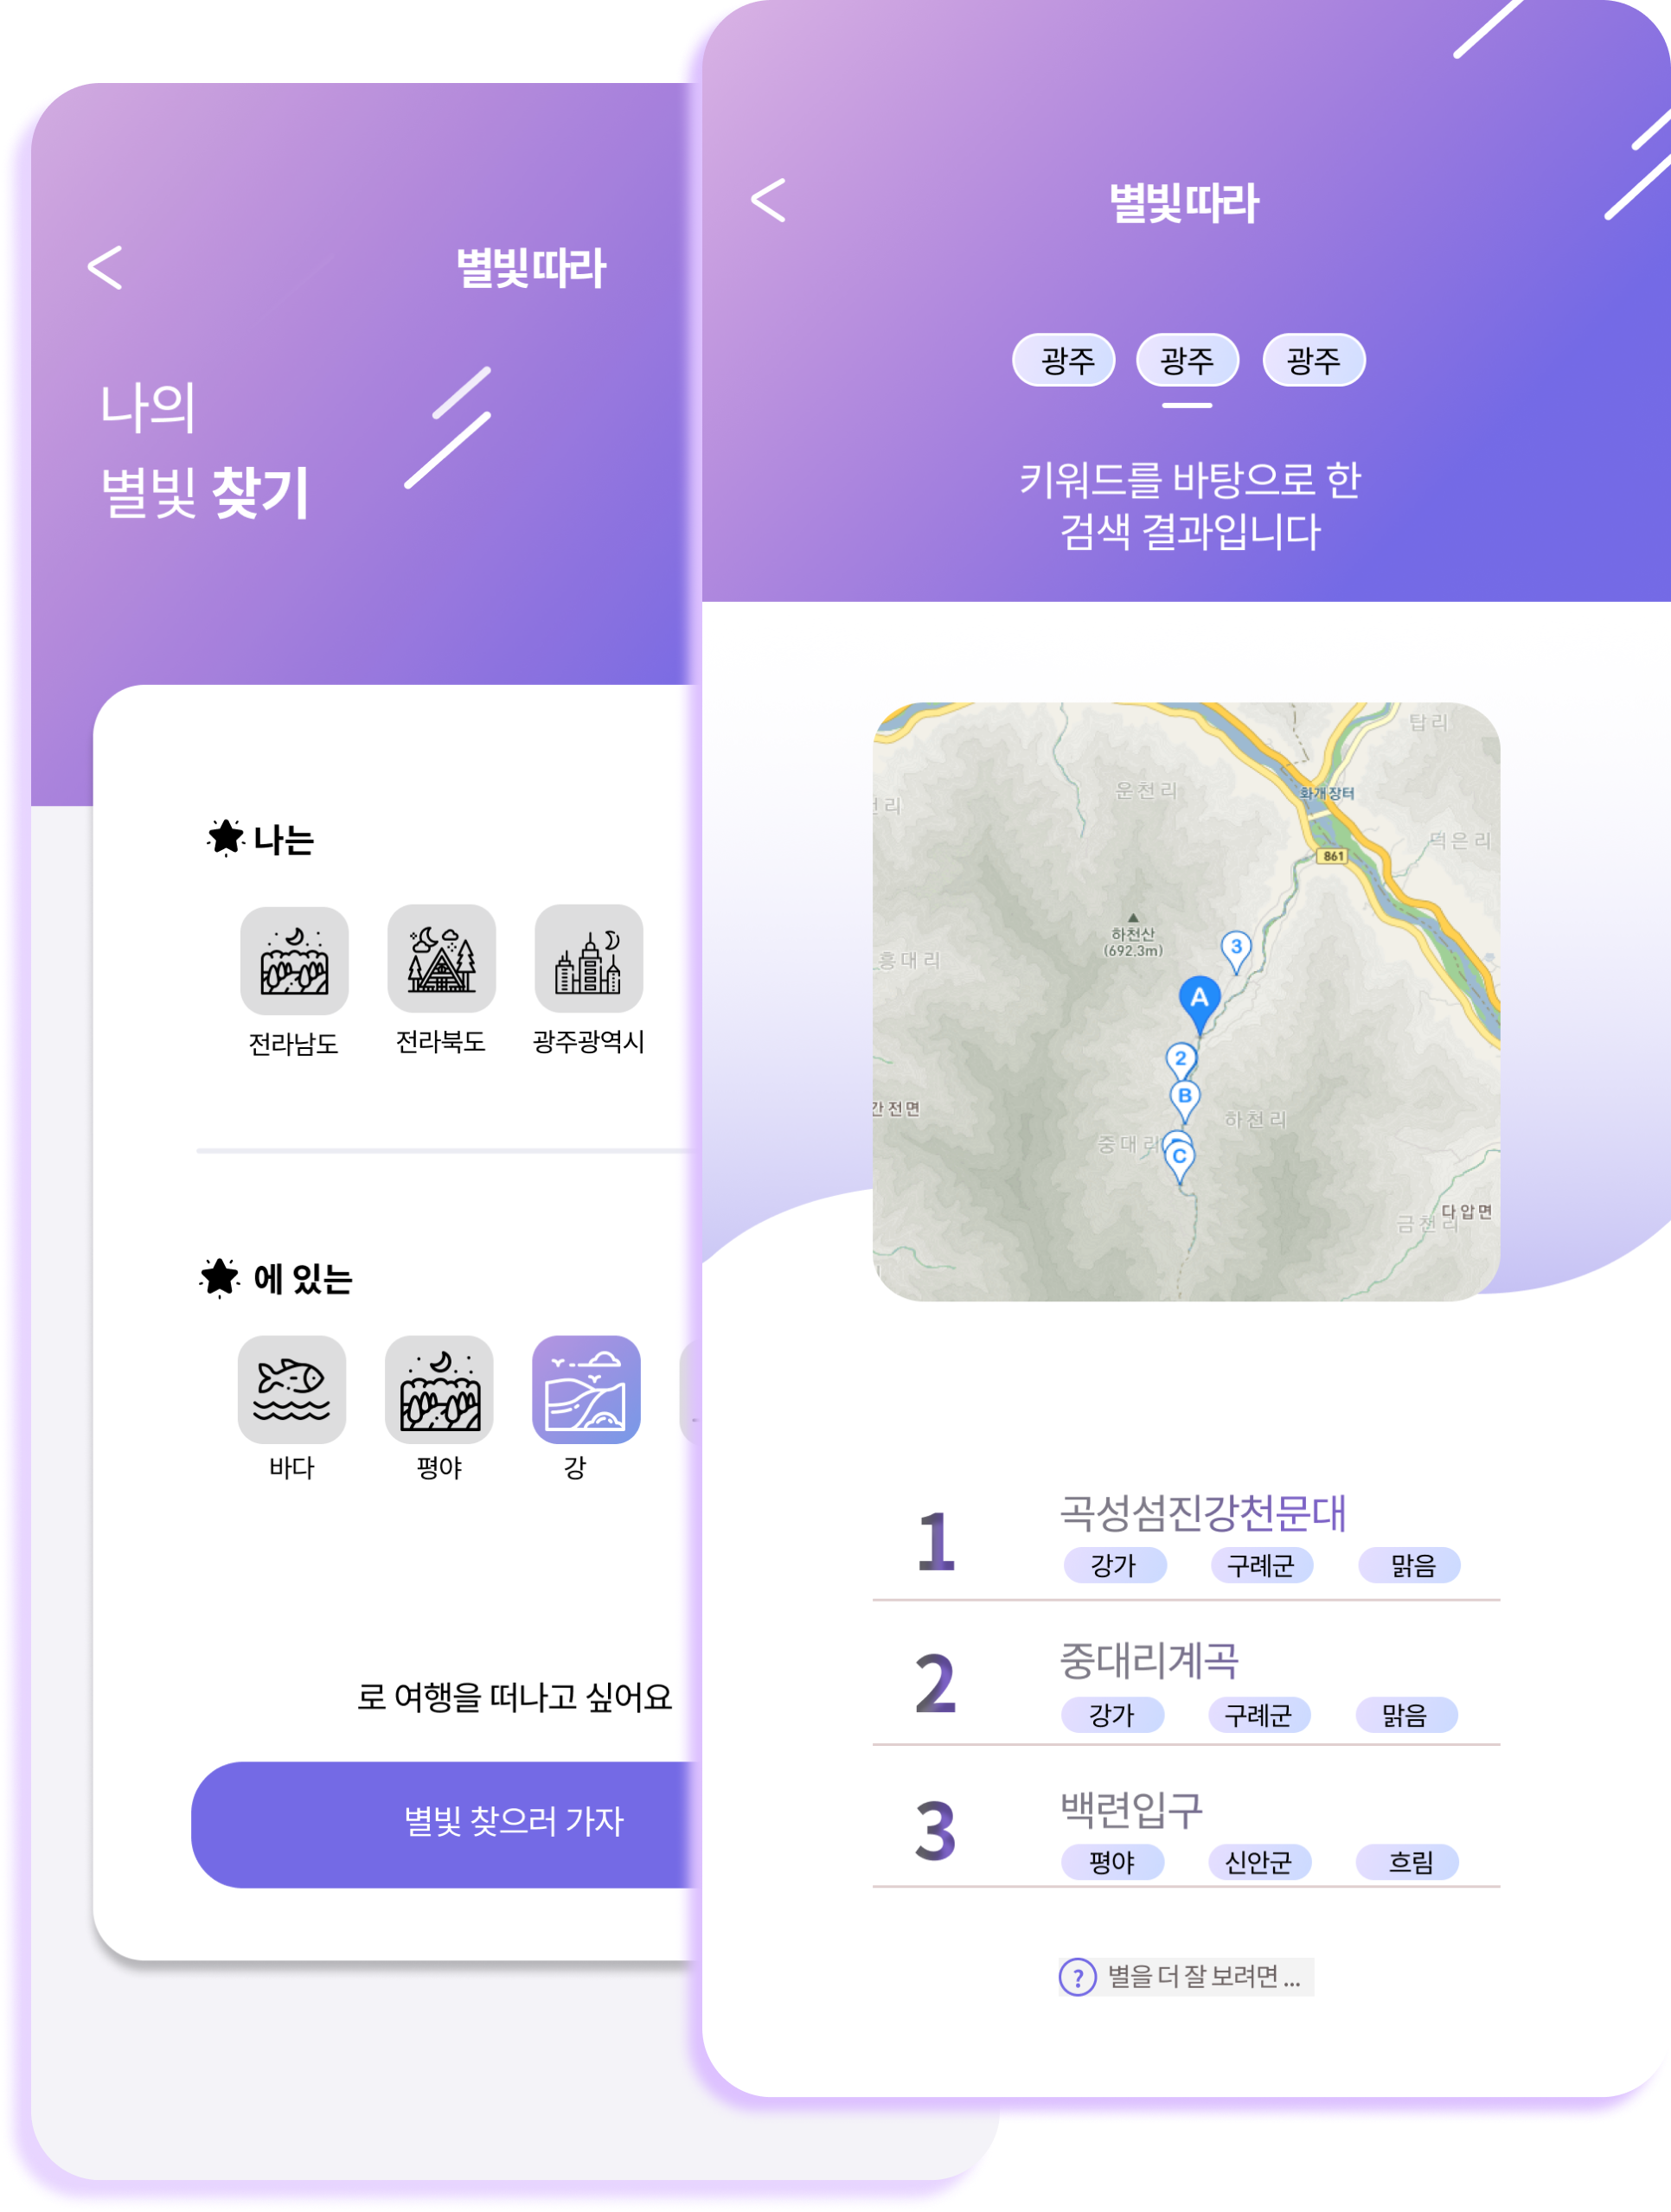 별빛따라
나의
별빛 찾기
나는
전라남도 전라북도 광주광역시
에 있는
바다 평야 강
로 여행을 떠나고 싶어요
별빛 찾으러 가자
별빛따라
광주 광주 광주
키워드를 바탕으로 한
검색 결과입니다
탑리
운천리
화개장터
덕은리
861
하천산
(692.3m)
3
흥대리
A
2
B
간전면
하천리
중대리
C
다압면
금천리
1 곡성섬진강천문대
강가 구례군 맑음
2 중대리계곡
강가 구례군 맑음
3 백련입구
평야 신안군 흐림
? 별을 더 잘 보려면 ...